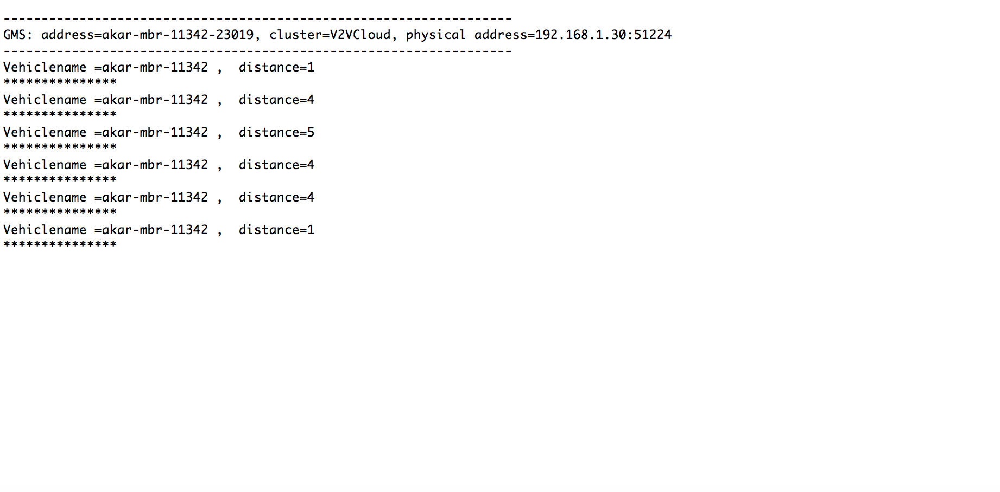 -------------------------------------------------------------------
GMS: address=akar-mbr-11342-23019, cluster=V2VCloud, physical address=192.168.1.30:51224
-------------------------------------------------------------------
Vehiclename =akar-mbr-11342 ,  distance=1
***************
Vehiclename =akar-mbr-11342 ,  distance=4
***************
Vehiclename =akar-mbr-11342 ,  distance=5
***************
Vehiclename =akar-mbr-11342 ,  distance=4
***************
Vehiclename =akar-mbr-11342 ,  distance=4
***************
Vehiclename =akar-mbr-11342 ,  distance=1
***************